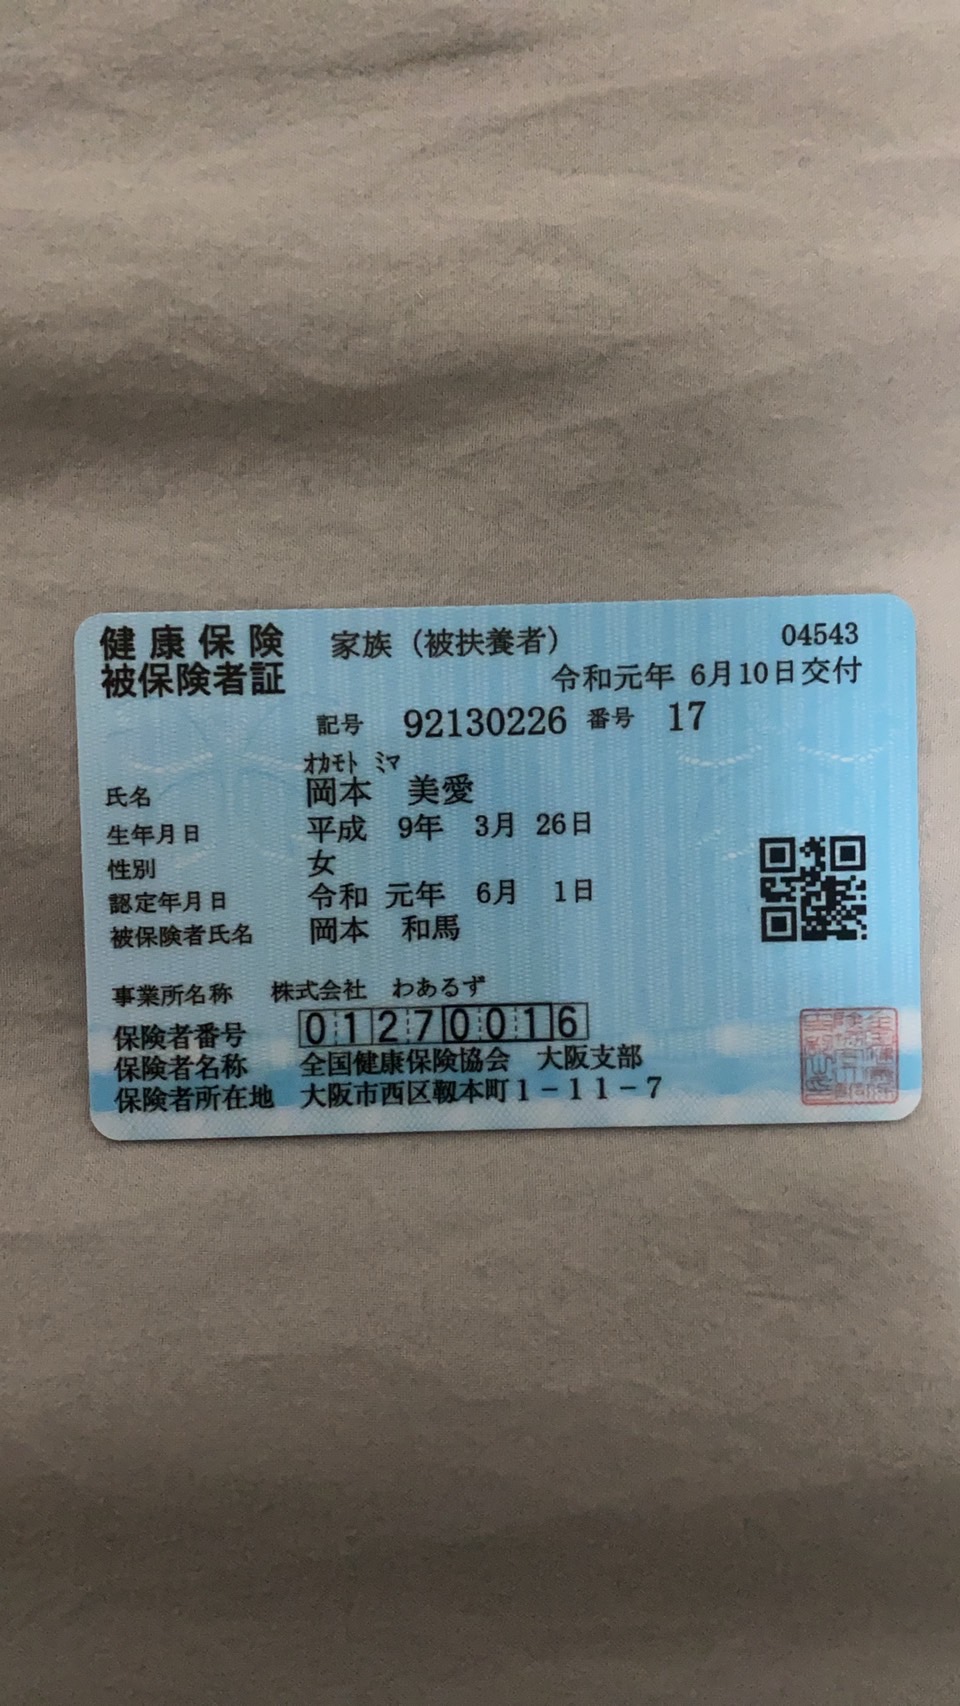 健康保険 家族(被扶養者) 04543
被保険者証 令和元年 6月10日交付
記号 92130226 番号 17
オカモト ミマ
氏名 岡本 美愛
生年月日 平成 9年 3月 26日
性別 女
認定年月日 令和 元年 6月 1日
被保険者氏名 岡本 和馬
事業所名称 株式会社 わあるず
保険者番号 01270016
保険者名称 全国健康保険協会 大阪支部
保険者所在地 大阪市西区靱本町1-11-7